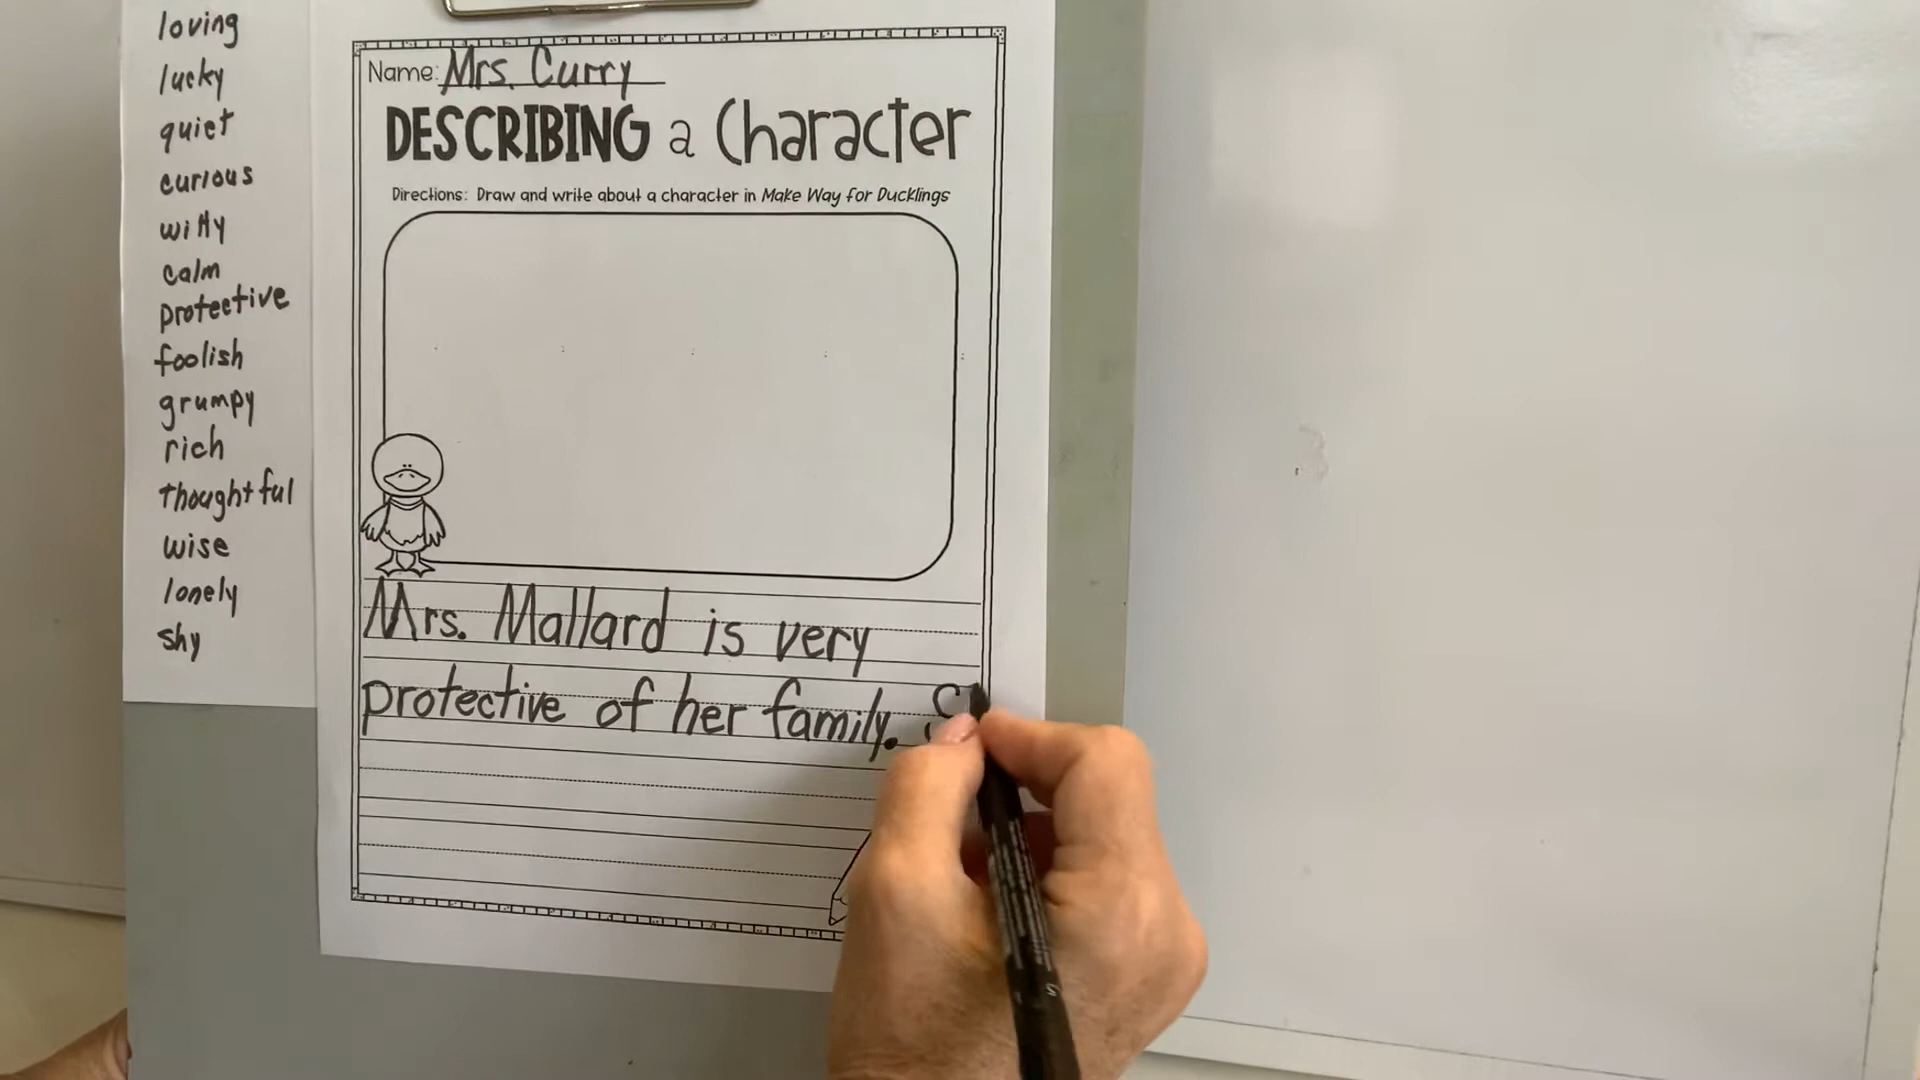 loving
lucky
quiet
curious
witty
calm
protective
foolish
grumpy
rich
thoughtful
wise
lonely
shy
Name: Mrs. Curry
DESCRIBING a Character
Directions: Draw and write about a character in Make Way for Ducklings
Mrs. Mallard is very
protective of her family. S